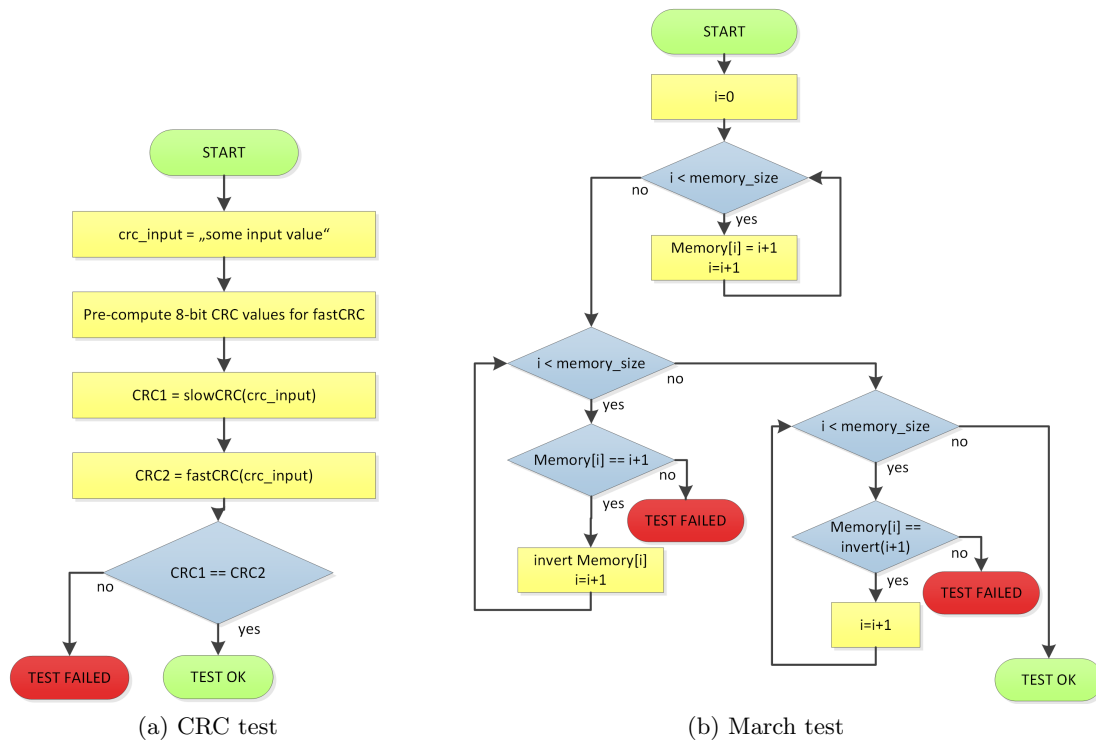 START
crc_input = „some input value“
Pre-compute 8-bit CRC values for fastCRC
CRC1 = slowCRC(crc_input)
CRC2 = fastCRC(crc_input)
CRC1 == CRC2
no
yes
TEST FAILED
TEST OK
(a) CRC test
START
i=0
i < memory_size
no
yes
Memory[i] = i+1
i=i+1
i < memory_size
no
yes
Memory[i] == i+1
no
yes
TEST FAILED
invert Memory[i]
i=i+1
i < memory_size
no
yes
Memory[i] ==
invert(i+1)
no
yes
TEST FAILED
i=i+1
TEST OK
(b) March test